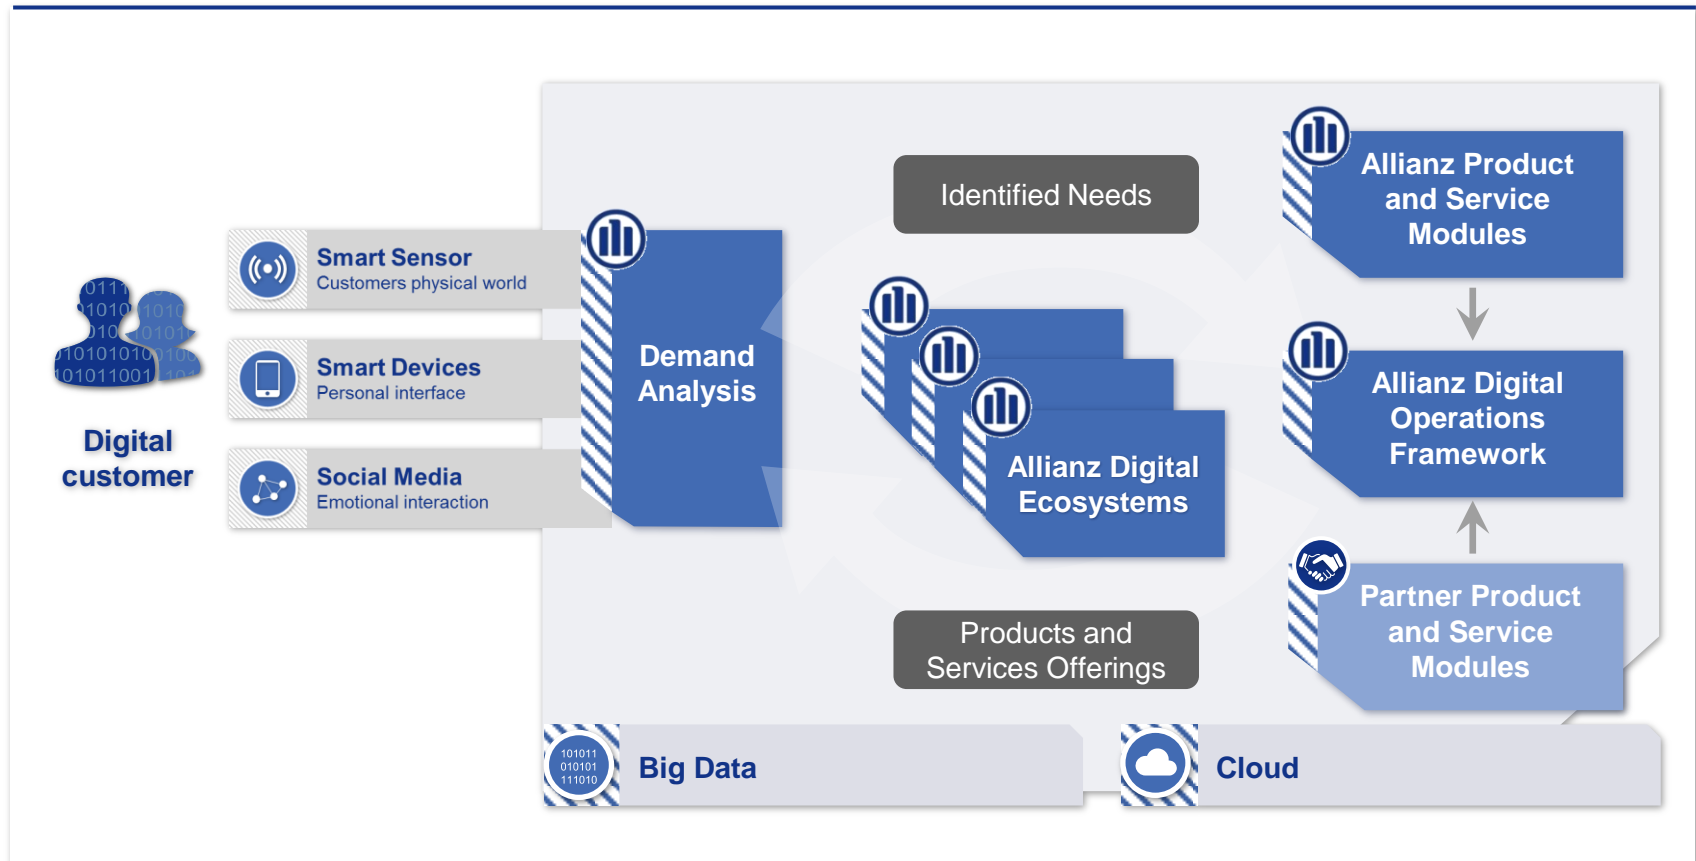 Digital
customer
Smart Sensor
Customers physical world
Smart Devices
Personal interface
Social Media
Emotional interaction
Demand
Analysis
Identified Needs
Allianz Digital
Ecosystems
Products and
Services Offerings
Allianz Product
and Service
Modules
Allianz Digital
Operations
Framework
Partner Product
and Service
Modules
101011
010101
111010
Big Data
Cloud